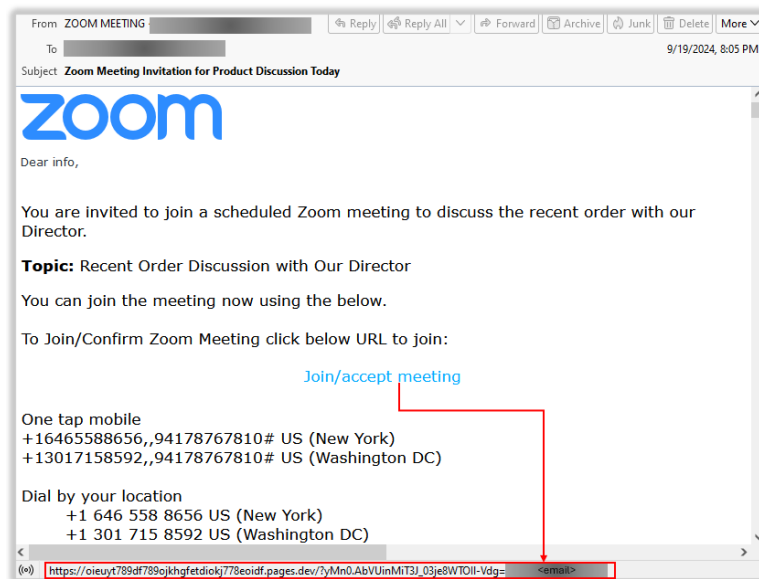 From ZOOM MEETING
Reply Reply All Forward Archive Junk Delete More
To
9/19/2024, 8:05 PM
Subject Zoom Meeting Invitation for Product Discussion Today
zoom
Dear info,
You are invited to join a scheduled Zoom meeting to discuss the recent order with our
Director.
Topic: Recent Order Discussion with Our Director
You can join the meeting now using the below.
To Join/Confirm Zoom Meeting click below URL to join:
Join/accept meeting
One tap mobile
+16465588656,,94178767810# US (New York)
+13017158592,,94178767810# US (Washington DC)
Dial by your location
+1 646 558 8656 US (New York)
+1 301 715 8592 US (Washington DC)
https://oieuyt789df789ojkhgfetdiokj778eoidf.pages.dev/?yMn0.AbVUinMiT3J_03je8WTOII-Vdg= <email>